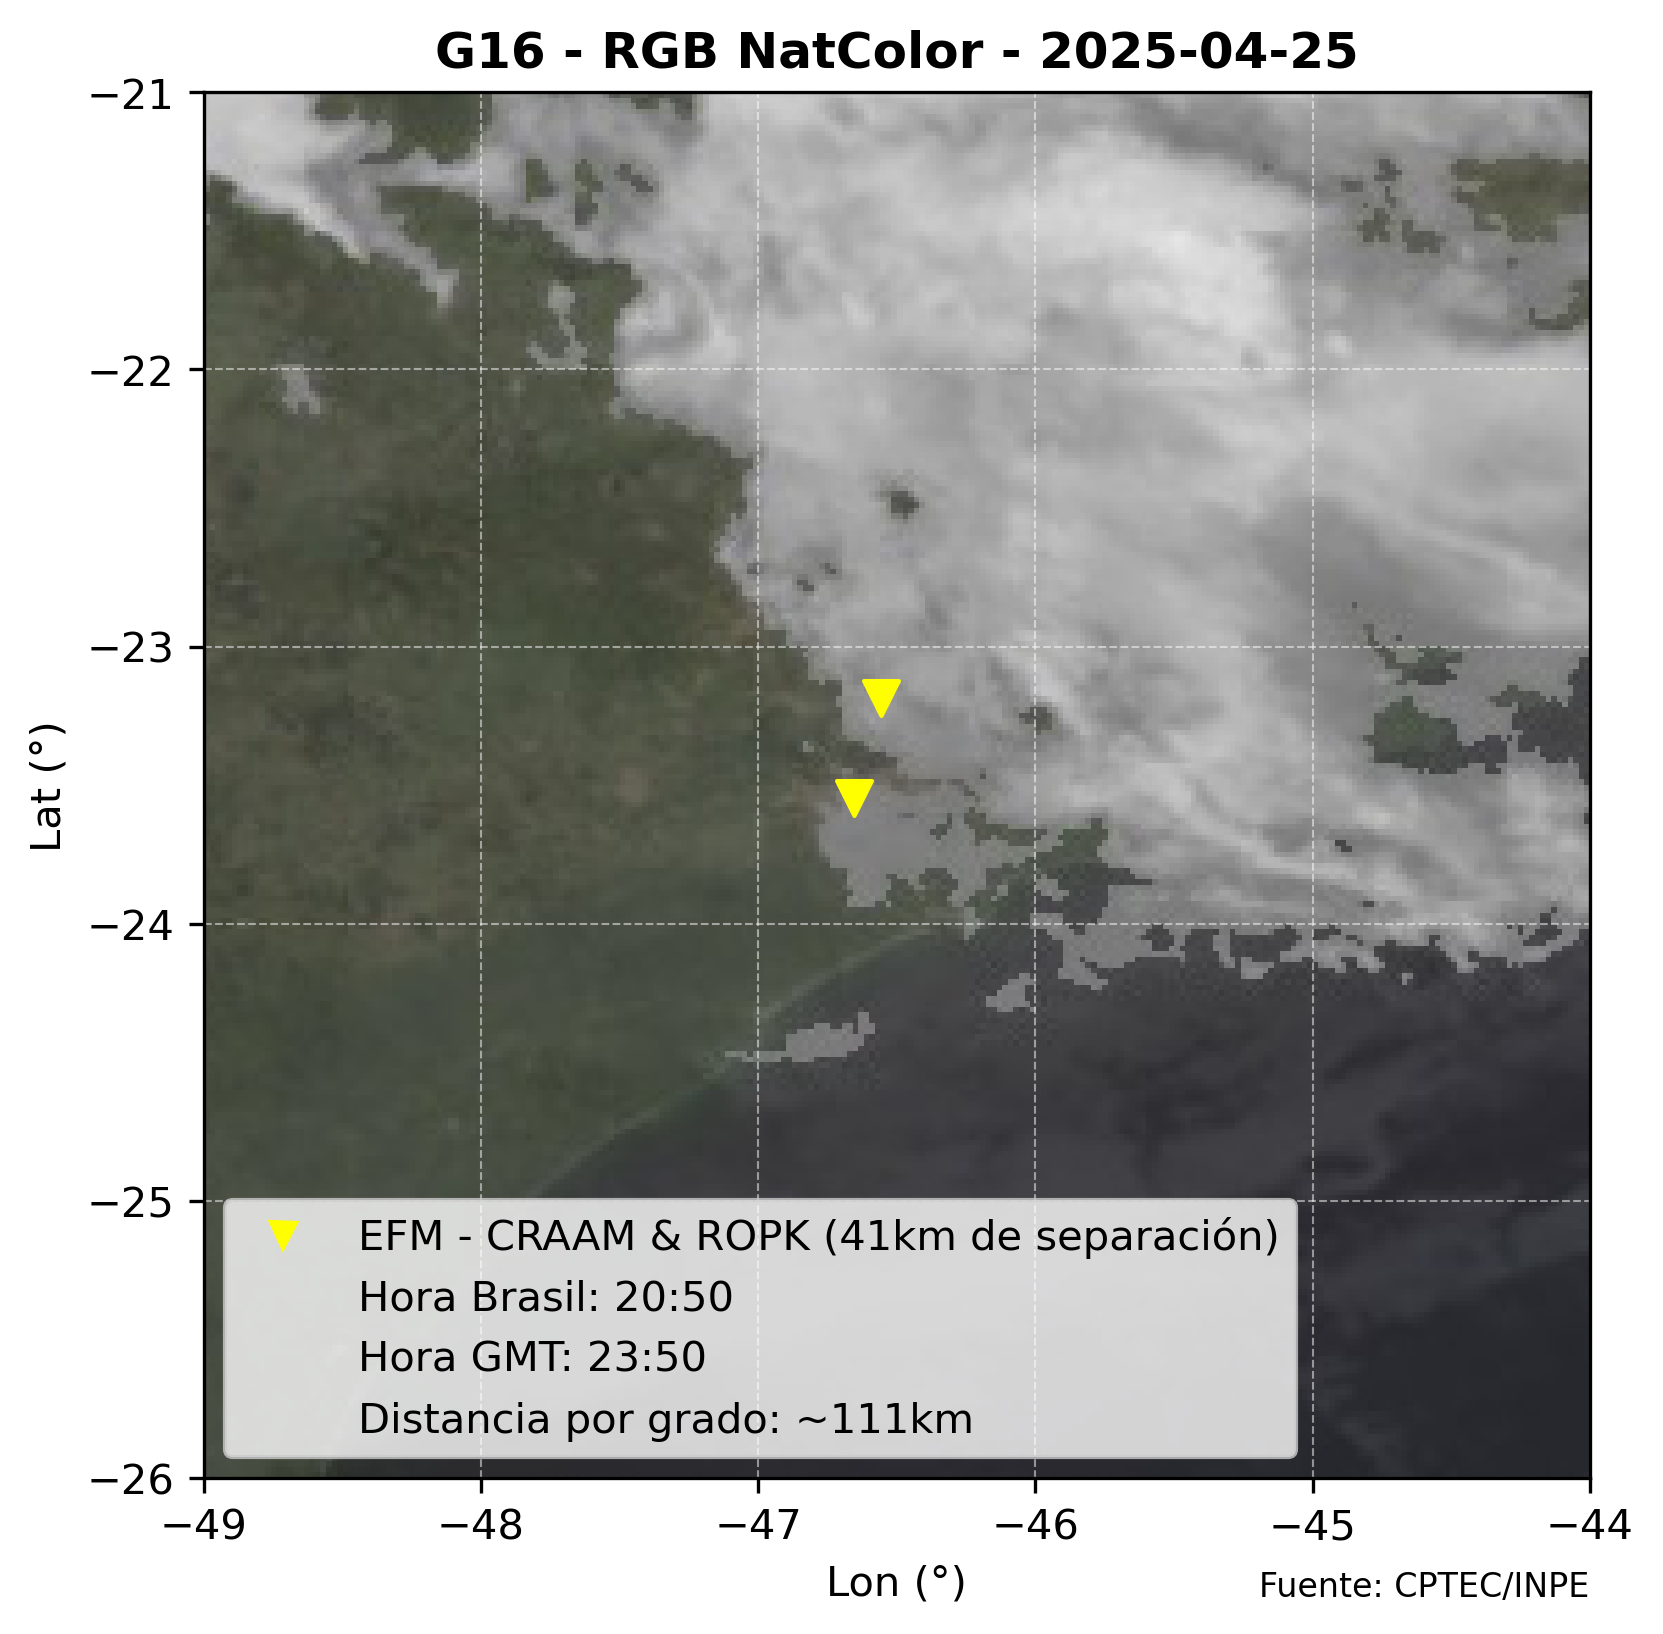 G16 - RGB NatColor - 2025-04-25
−21
−22
−23
−24
−25
−26
Lat (°)
EFM - CRAAM & ROPK (41km de separación)
Hora Brasil: 20:50
Hora GMT: 23:50
Distancia por grado: ~111km
−49 −48 −47 −46 −45 −44
Lon (°)
Fuente: CPTEC/INPE